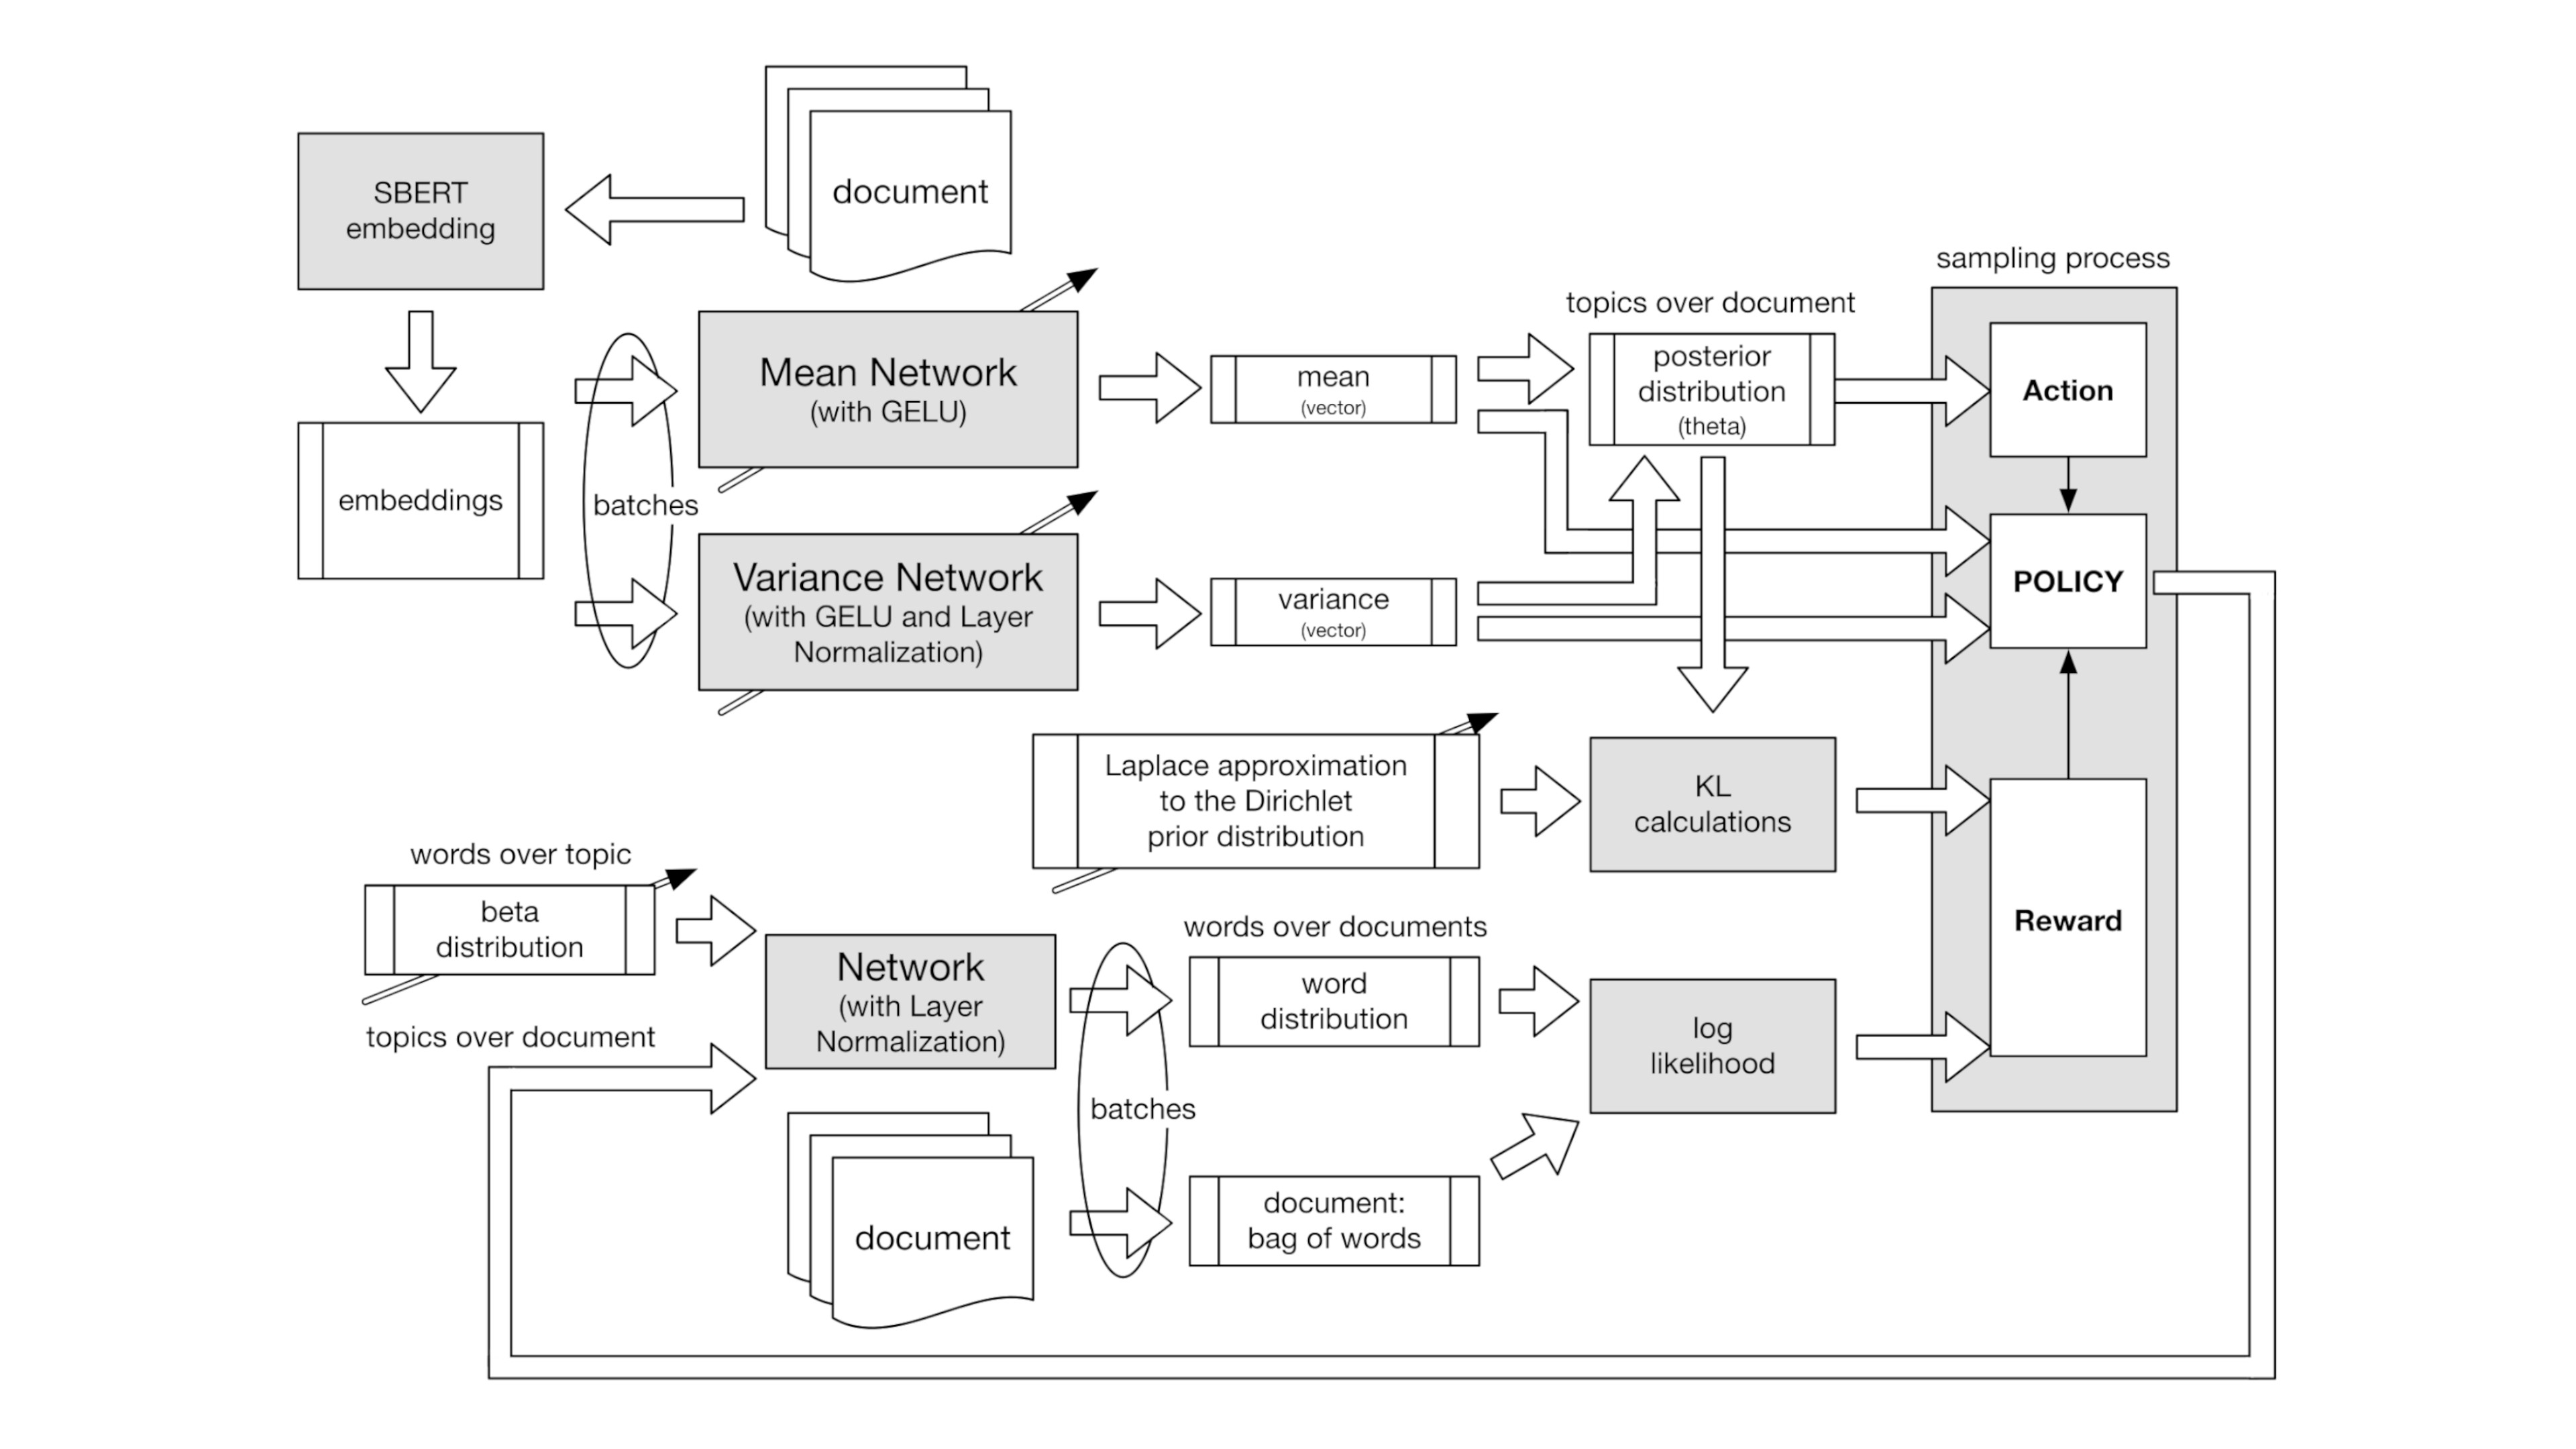 document
SBERT
embedding
sampling process
topics over document
Mean Network
(with GELU)
mean
(vector)
posterior
distribution
(theta)
Action
embeddings
batches
Variance Network
(with GELU and Layer
Normalization)
variance
(vector)
POLICY
Laplace approximation
to the Dirichlet
prior distribution
KL
calculations
words over topic
beta
distribution
Network
(with Layer
Normalization)
words over documents
word
distribution
Reward
topics over document
log
likelihood
batches
document
document:
bag of words